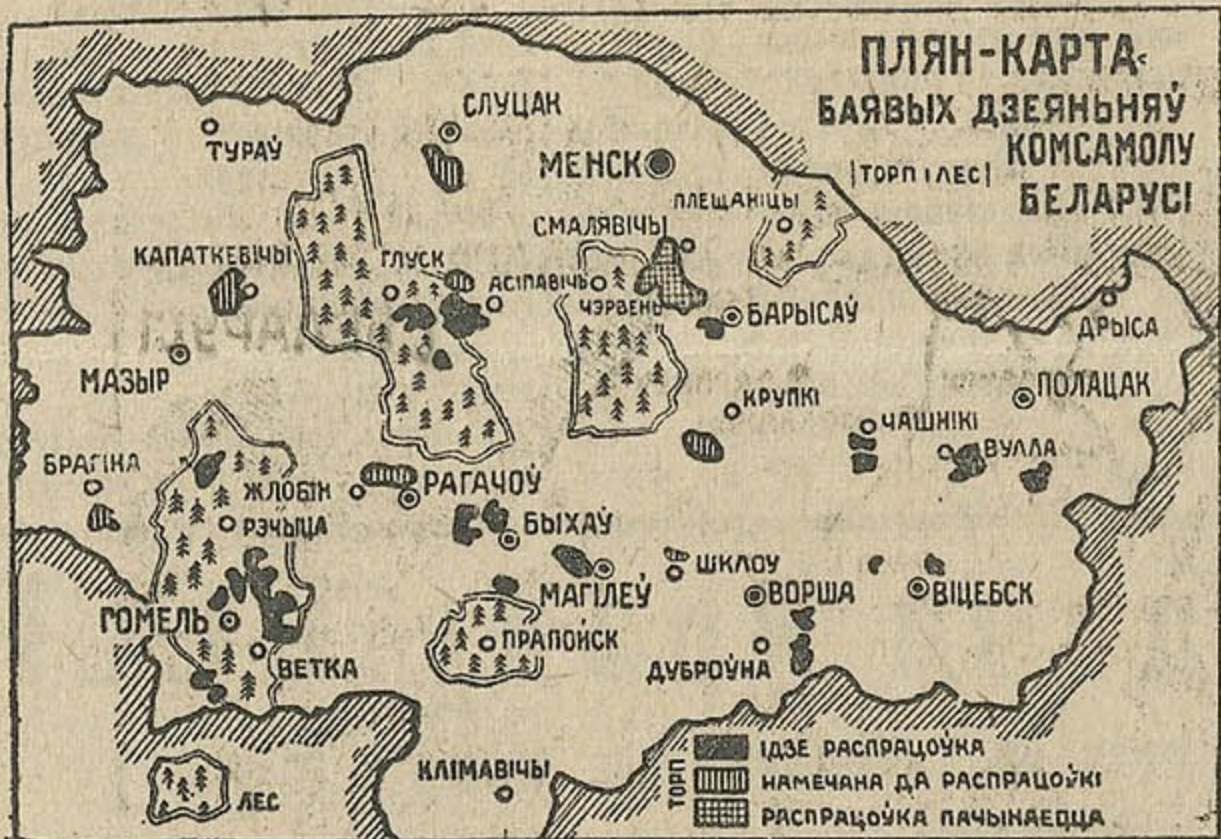 ПЛЯН-КАРТА
БАЯВЫХ ДЗЕЯНЬНЯЎ
КОМСАМОЛУ
|ТОРП І ЛЕС|
БЕЛАРУСІ
СЛУЦАК
ТУРАЎ
МЕНСК
ПЛЕЩАНІЦЫ
СМАЛЯВІЧЫ
КАПАТКЕВІЧЫ
ГЛУСК
АСІПАВІЧЫ
ЧЭРВЕНЬ
БАРЫСАЎ
ДРЫСА
МАЗЫР
КРУПКІ
ПОЛАЦАК
ЧАШНІКІ
ВУЛЛА
БРАГІНА
ЖЛОБІН
РАГАЧОЎ
РЭЧЫЦА
БЫХАЎ
ШКЛОУ
МАГІЛЕЎ
ВОРША
ВІЦЕБСК
ГОМЕЛЬ
ПРАПОЙСК
ВЕТКА
ДУБРОЎНА
КЛІМАВІЧЫ
ЛЕС
ТОРП
ІДЗЕ РАСПРАЦОЎКА
НАМЕЧАНА ДА РАСПРАЦОЎКІ
РАСПРАЦОЎКА ПАЧЫНАЕЦЦА